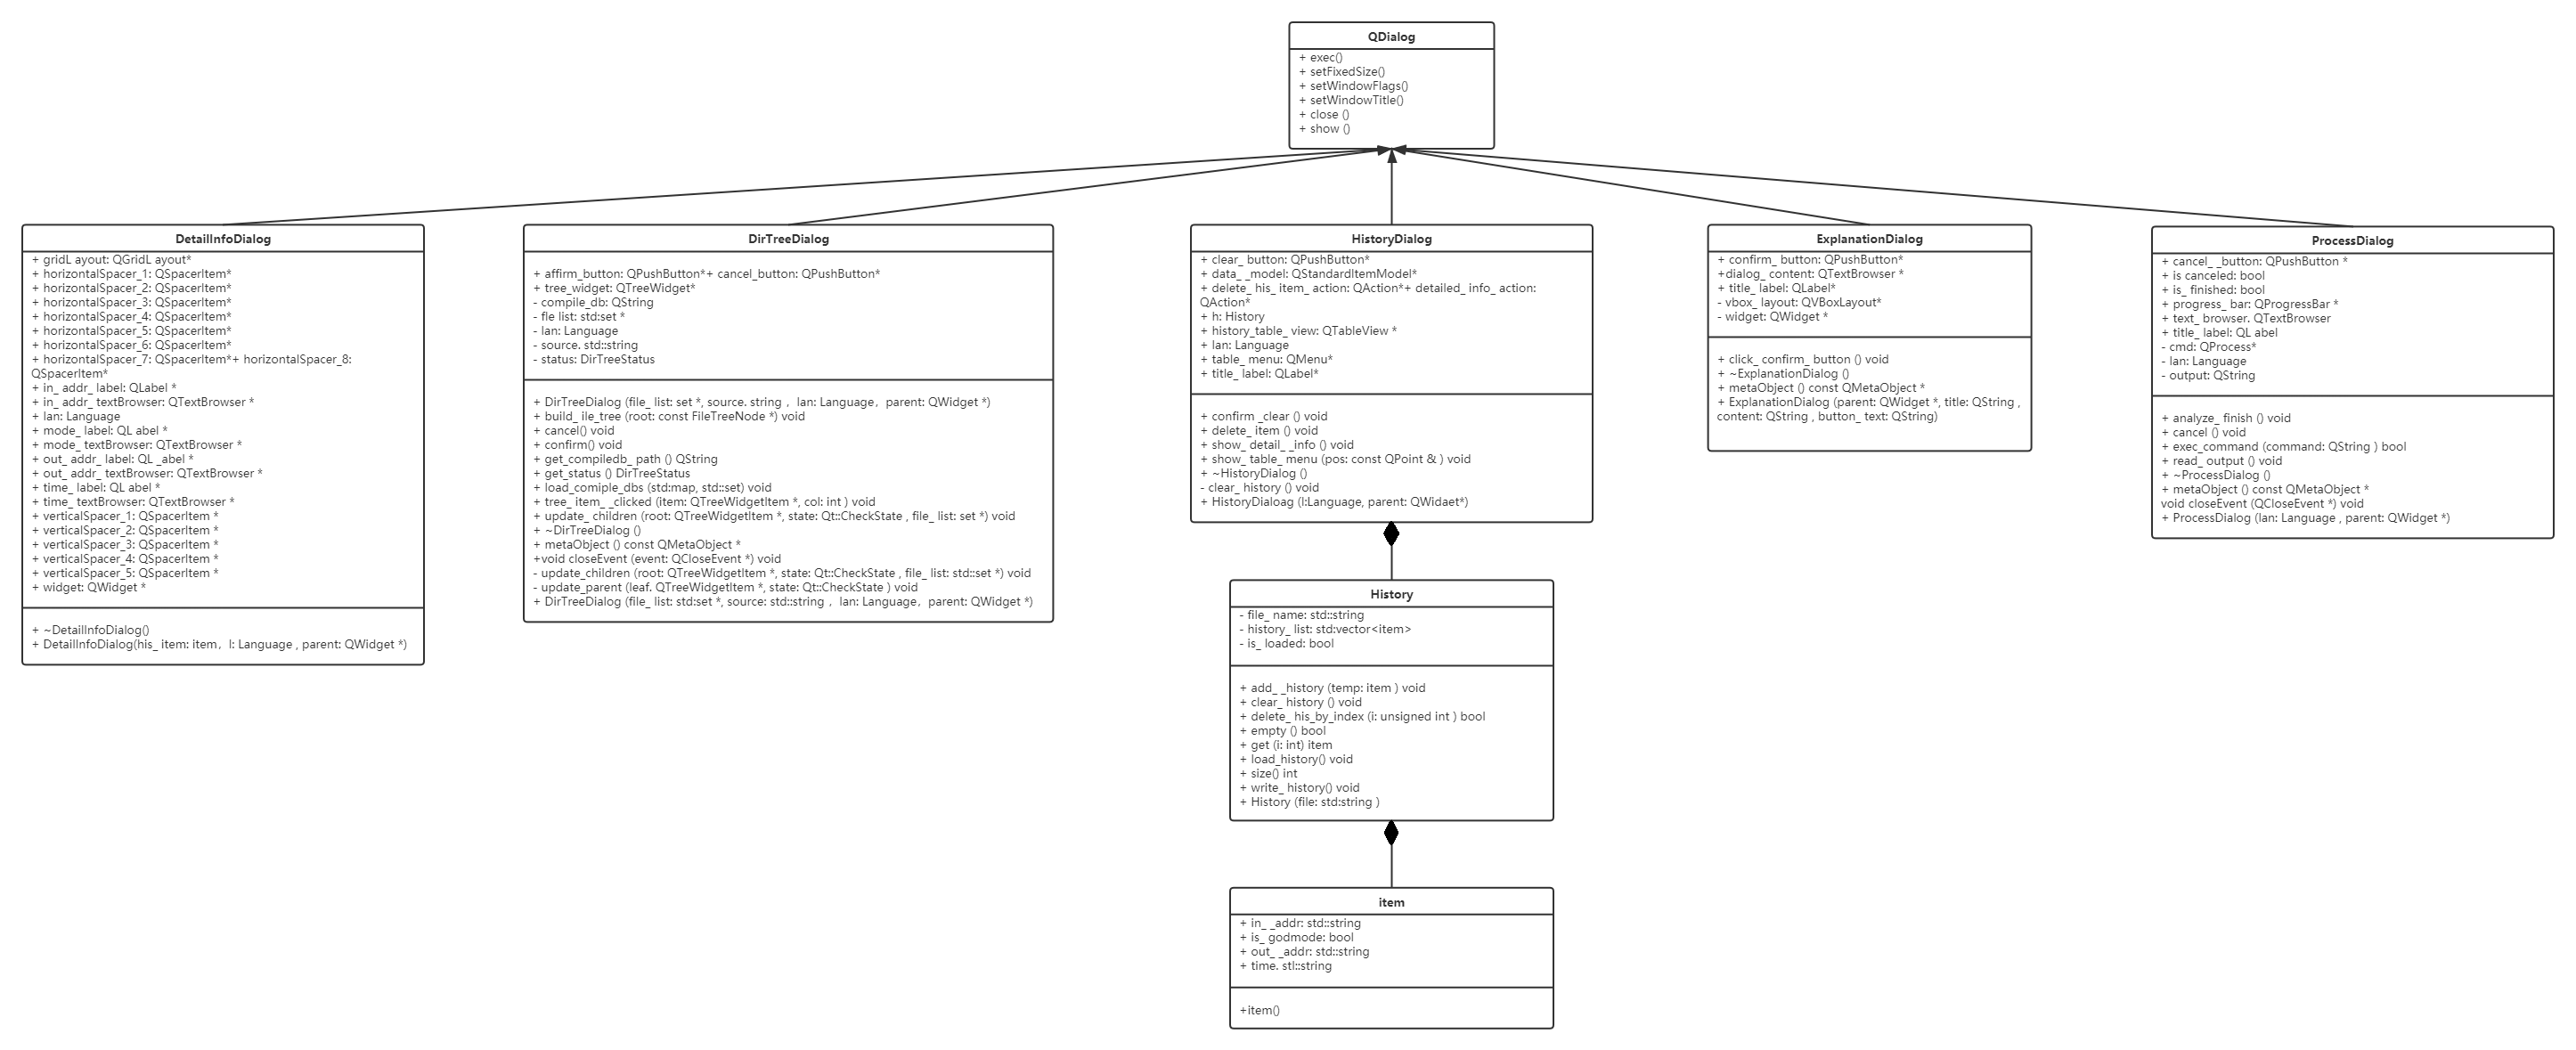 QDialog
+ exec()
+ setFixedSize()
+ setWindowFlags()
+ setWindowTitle()
+ close ()
+ show ()
DetailInfoDialog
+ gridL ayout: QGridL ayout*
+ horizontalSpacer_1: QSpacerItem*
+ horizontalSpacer_2: QSpacerItem*
+ horizontalSpacer_3: QSpacerItem*
+ horizontalSpacer_4: QSpacerItem*
+ horizontalSpacer_5: QSpacerItem*
+ horizontalSpacer_6: QSpacerItem*
+ horizontalSpacer_7: QSpacerItem*+ horizontalSpacer_8:
QSpacerItem*
+ in_ addr_ label: QLabel *
+ in_ addr_ textBrowser: QTextBrowser *
+ lan: Language
+ mode_ label: QL abel *
+ mode_ textBrowser: QTextBrowser *
+ out_ addr_ label: QL _abel *
+ out_ addr_ textBrowser: QTextBrowser *
+ time_ label: QL abel *
+ time_ textBrowser: QTextBrowser *
+ verticalSpacer_1: QSpacerItem *
+ verticalSpacer_2: QSpacerItem *
+ verticalSpacer_3: QSpacerItem *
+ verticalSpacer_4: QSpacerItem *
+ verticalSpacer_5: QSpacerItem *
+ widget: QWidget *
+ ~DetailInfoDialog()
+ DetailInfoDialog(his_ item: item，l: Language , parent: QWidget *)
DirTreeDialog
+ affirm_button: QPushButton*+ cancel_button: QPushButton*
+ tree_widget: QTreeWidget*
- compile_db: QString
- fle list: std:set *
- lan: Language
- source. std::string
- status: DirTreeStatus
+ DirTreeDialog (file_ list: set *, source. string ，lan: Language，parent: QWidget *)
+ build_ ile_tree (root: const FileTreeNode *) void
+ cancel() void
+ confirm() void
+ get_compiledb_ path () QString
+ get_status () DirTreeStatus
+ load_comiple_dbs (std:map, std::set) void
+ tree_ item_ _clicked (item: QTreeWidgetItem *, col: int ) void
+ update_ children (root: QTreeWidgetItem *, state: Qt::CheckState , file_ list: set *) void
+ ~DirTreeDialog ()
+ metaObject () const QMetaObject *
+void closeEvent (event: QCloseEvent *) void
- update_children (root: QTreeWidgetItem *, state: Qt::CheckState , file_ list: std::set *) void
- update_parent (leaf. QTreeWidgetItem *, state: Qt::CheckState ) void
+ DirTreeDialog (file_ list: std:set *, source: std::string ，lan: Language，parent: QWidget *)
HistoryDialog
+ clear_ button: QPushButton*
+ data_ _model: QStandardItemModel*
+ delete_ his_item_ action: QAction*+ detailed_ info_ action:
QAction*
+ h: History
+ history_table_ view: QTableView *
+ lan: Language
+ table_ menu: QMenu*
+ title_ label: QLabel*
+ confirm _clear () void
+ delete_ item () void
+ show_ detail_ _info () void
+ show_ table_ menu (pos: const QPoint & ) void
+ ~HistoryDialog ()
- clear_ history () void
+ HistoryDialoag (l:Language, parent: QWidaet*)
ExplanationDialog
+ confirm_ button: QPushButton*
+dialog_ content: QTextBrowser *
+ title_ label: QLabel*
- vbox_ layout: QVBoxLayout*
- widget: QWidget *
+ click_ confirm_ button () void
+ ~ExplanationDialog ()
+ metaObject () const QMetaObject *
+ ExplanationDialog (parent: QWidget *, title: QString ,
content: QString , button_ text: QString)
ProcessDialog
+ cancel_ _button: QPushButton *
+ is canceled: bool
+ is_ finished: bool
+ progress_ bar: QProgressBar *
+ text_ browser. QTextBrowser
+ title_ label: QL abel
- cmd: QProcess*
- lan: Language
- output: QString
+ analyze_ finish () void
+ cancel () void
+ exec_command (command: QString ) bool
+ read_ output () void
+ ~ProcessDialog ()
+ metaObject () const QMetaObject *
void closeEvent (QCloseEvent *) void
+ ProcessDialog (lan: Language , parent: QWidget *)
History
- file_ name: std::string
- history_ list: std:vector<item>
- is_ loaded: bool
+ add_ _history (temp: item ) void
+ clear_ history () void
+ delete_ his_by_index (i: unsigned int ) bool
+ empty () bool
+ get (i: int) item
+ load_history() void
+ size() int
+ write_ history() void
+ History (file: std:string )
item
+ in_ _addr: std::string
+ is_ godmode: bool
+ out_ _addr: std::string
+ time. stl::string
+item()